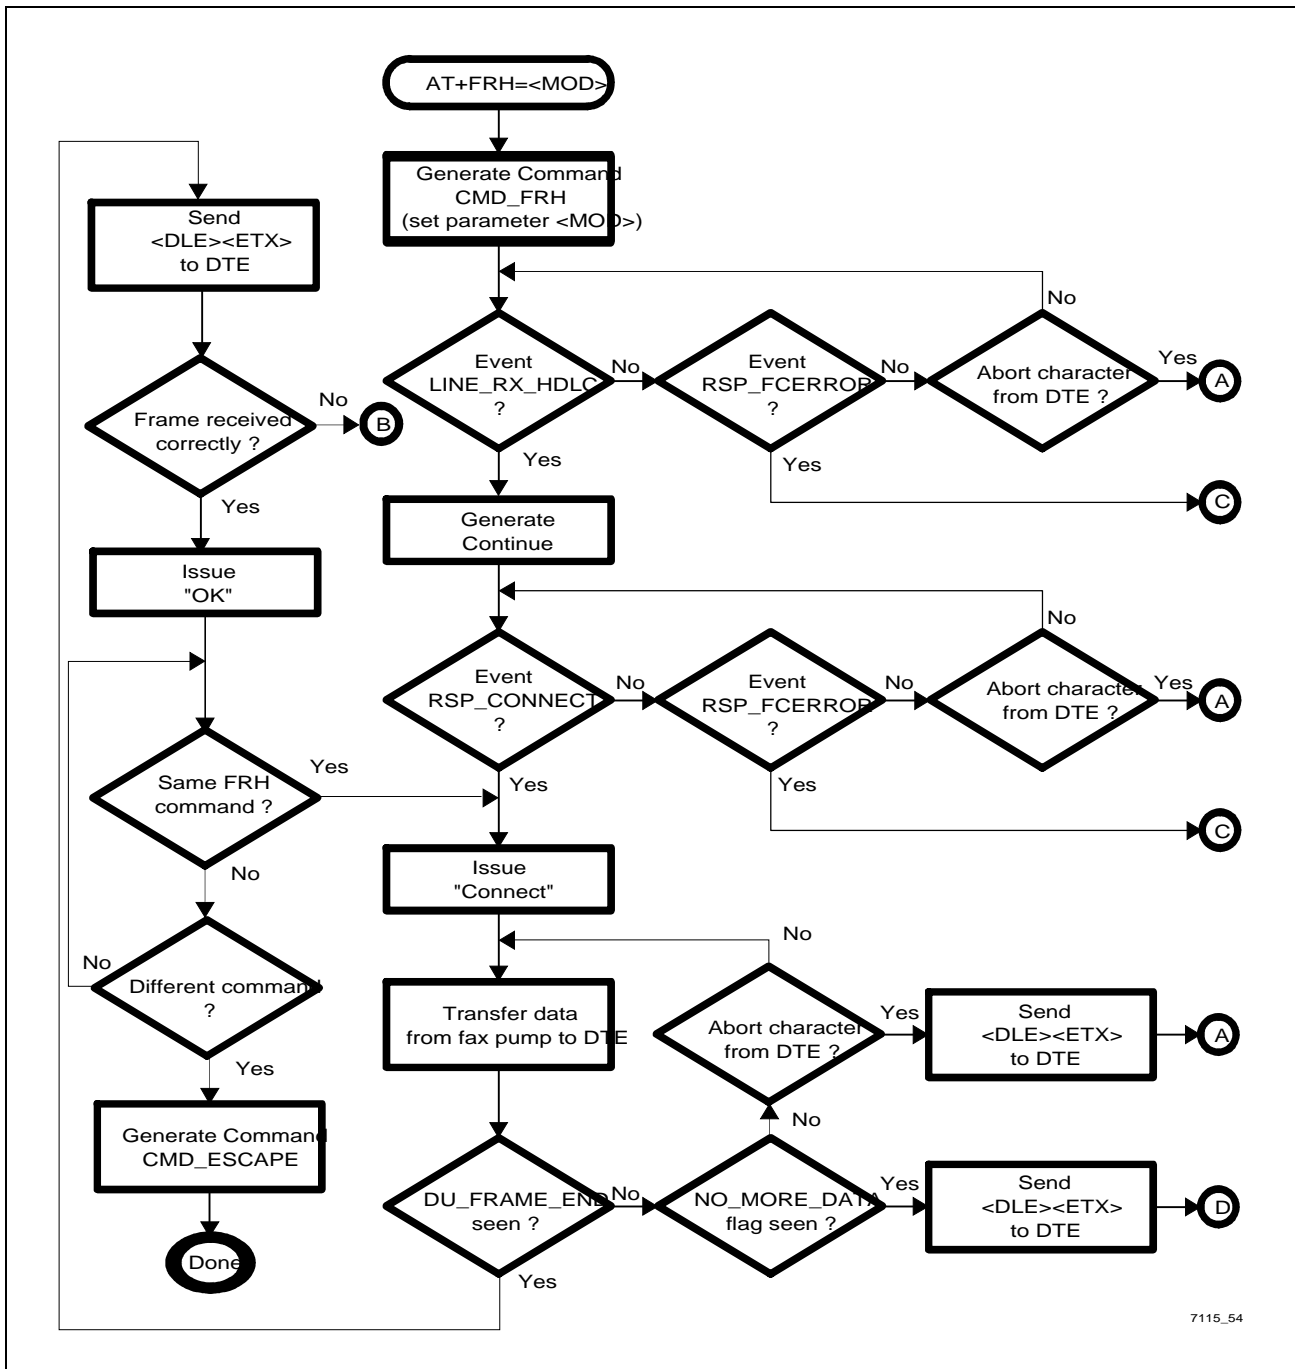 AT+FRH=<MOD>
Generate Command
CMD_FRH
(set parameter <MOD>)
Event
LINE_RX_HDLC
?
No
Event
RSP_FCERROR
?
No
Abort character
from DTE ?
No
Yes
A
Yes
C
Yes
Generate
Continue
Event
RSP_CONNECT
?
No
Event
RSP_FCERROR
?
No
Abort character
from DTE ?
No
Yes
A
Yes
C
Yes
Issue
"Connect"
Transfer data
from fax pump to DTE
DU_FRAME_END
seen ?
No
NO_MORE_DATA
flag seen ?
Yes
Send
<DLE><ETX>
to DTE
D
No
Abort character
from DTE ?
No
Yes
Send
<DLE><ETX>
to DTE
A
Yes
Send
<DLE><ETX>
to DTE
Frame received
correctly ?
No
B
Yes
Issue
"OK"
Same FRH
command ?
Yes
No
Different command
?
No
Yes
Generate Command
CMD_ESCAPE
Done
7115_54